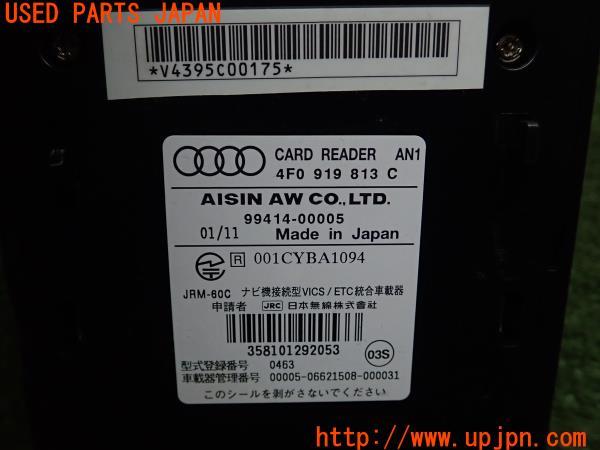 USED PARTS JAPAN
*V4395C00175*
CARD READER AN1
4F0 919 813 C
AISIN AW CO.,LTD.
99414-00005
01/11 Made in Japan
R 001CYBA1094
JRM-60C ナビ機接続型VICS/ETC統合車載器
申請者 JRC 日本無線株式会社
358101292053
03S
型式登録番号 0463
車載器管理番号 00005-06621508-000031
このシールを剥がさないでください
http://www.upjpn.com